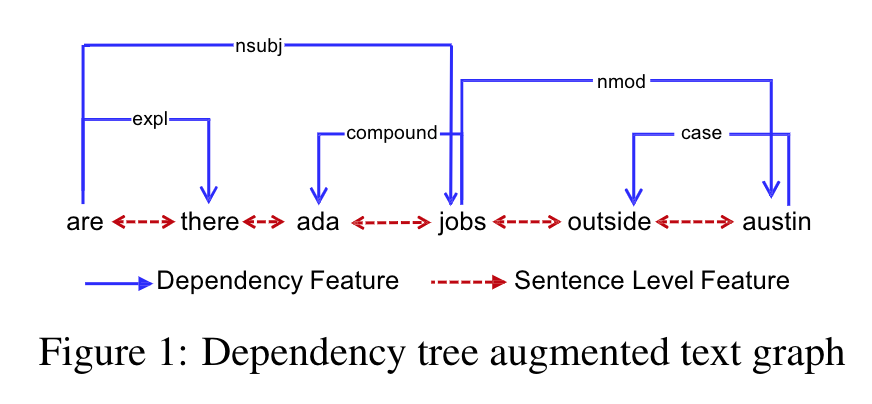 nsubj
nmod
expl
compound
case
are there ada jobs outside austin
Dependency Feature Sentence Level Feature
Figure 1: Dependency tree augmented text graph